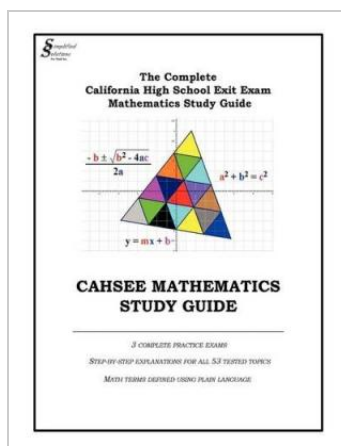 Simplified
Solutions
The Complete
California High School Exit Exam
Mathematics Study Guide
- b ± √b² - 4ac
2a
a² + b² = c²
y = mx + b
CAHSEE MATHEMATICS
STUDY GUIDE
3 COMPLETE PRACTICE EXAMS
STEP-BY-STEP EXPLANATIONS FOR ALL 53 TESTED TOPICS
MATH TERMS DEFINED USING PLAIN LANGUAGE